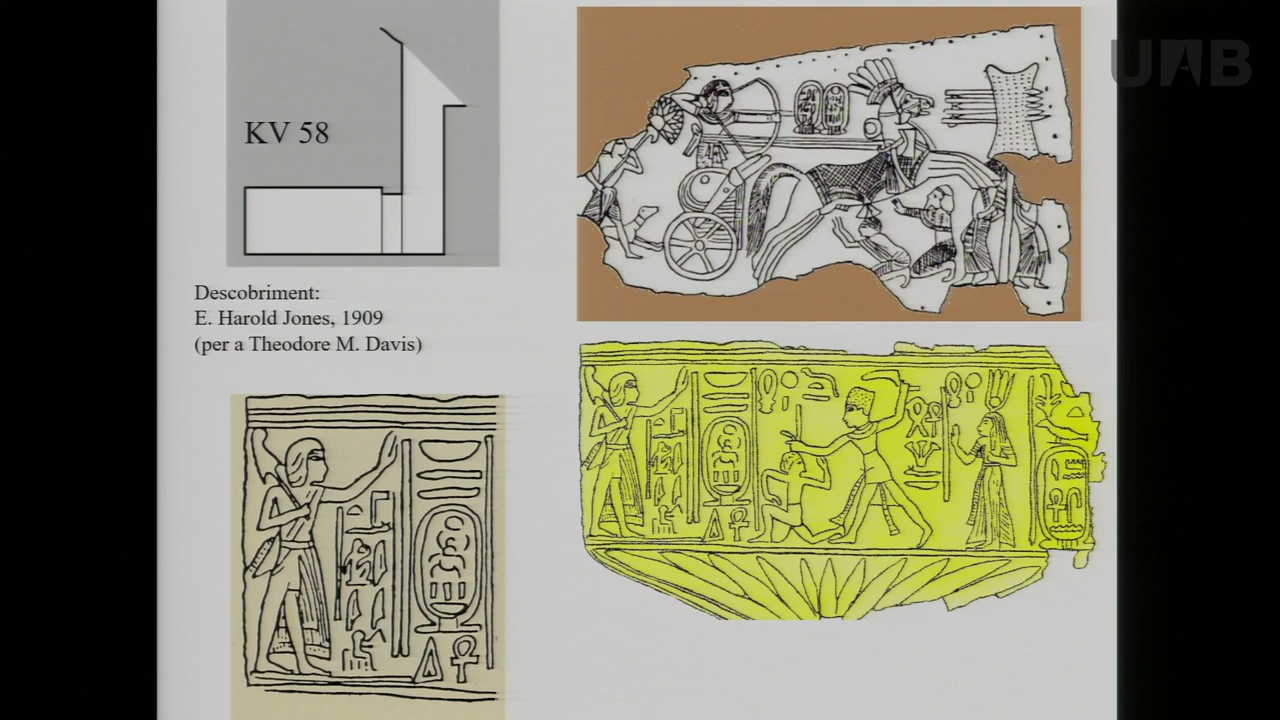 KV 58
Descobriment:
E. Harold Jones, 1909
(per a Theodore M. Davis)
UAB